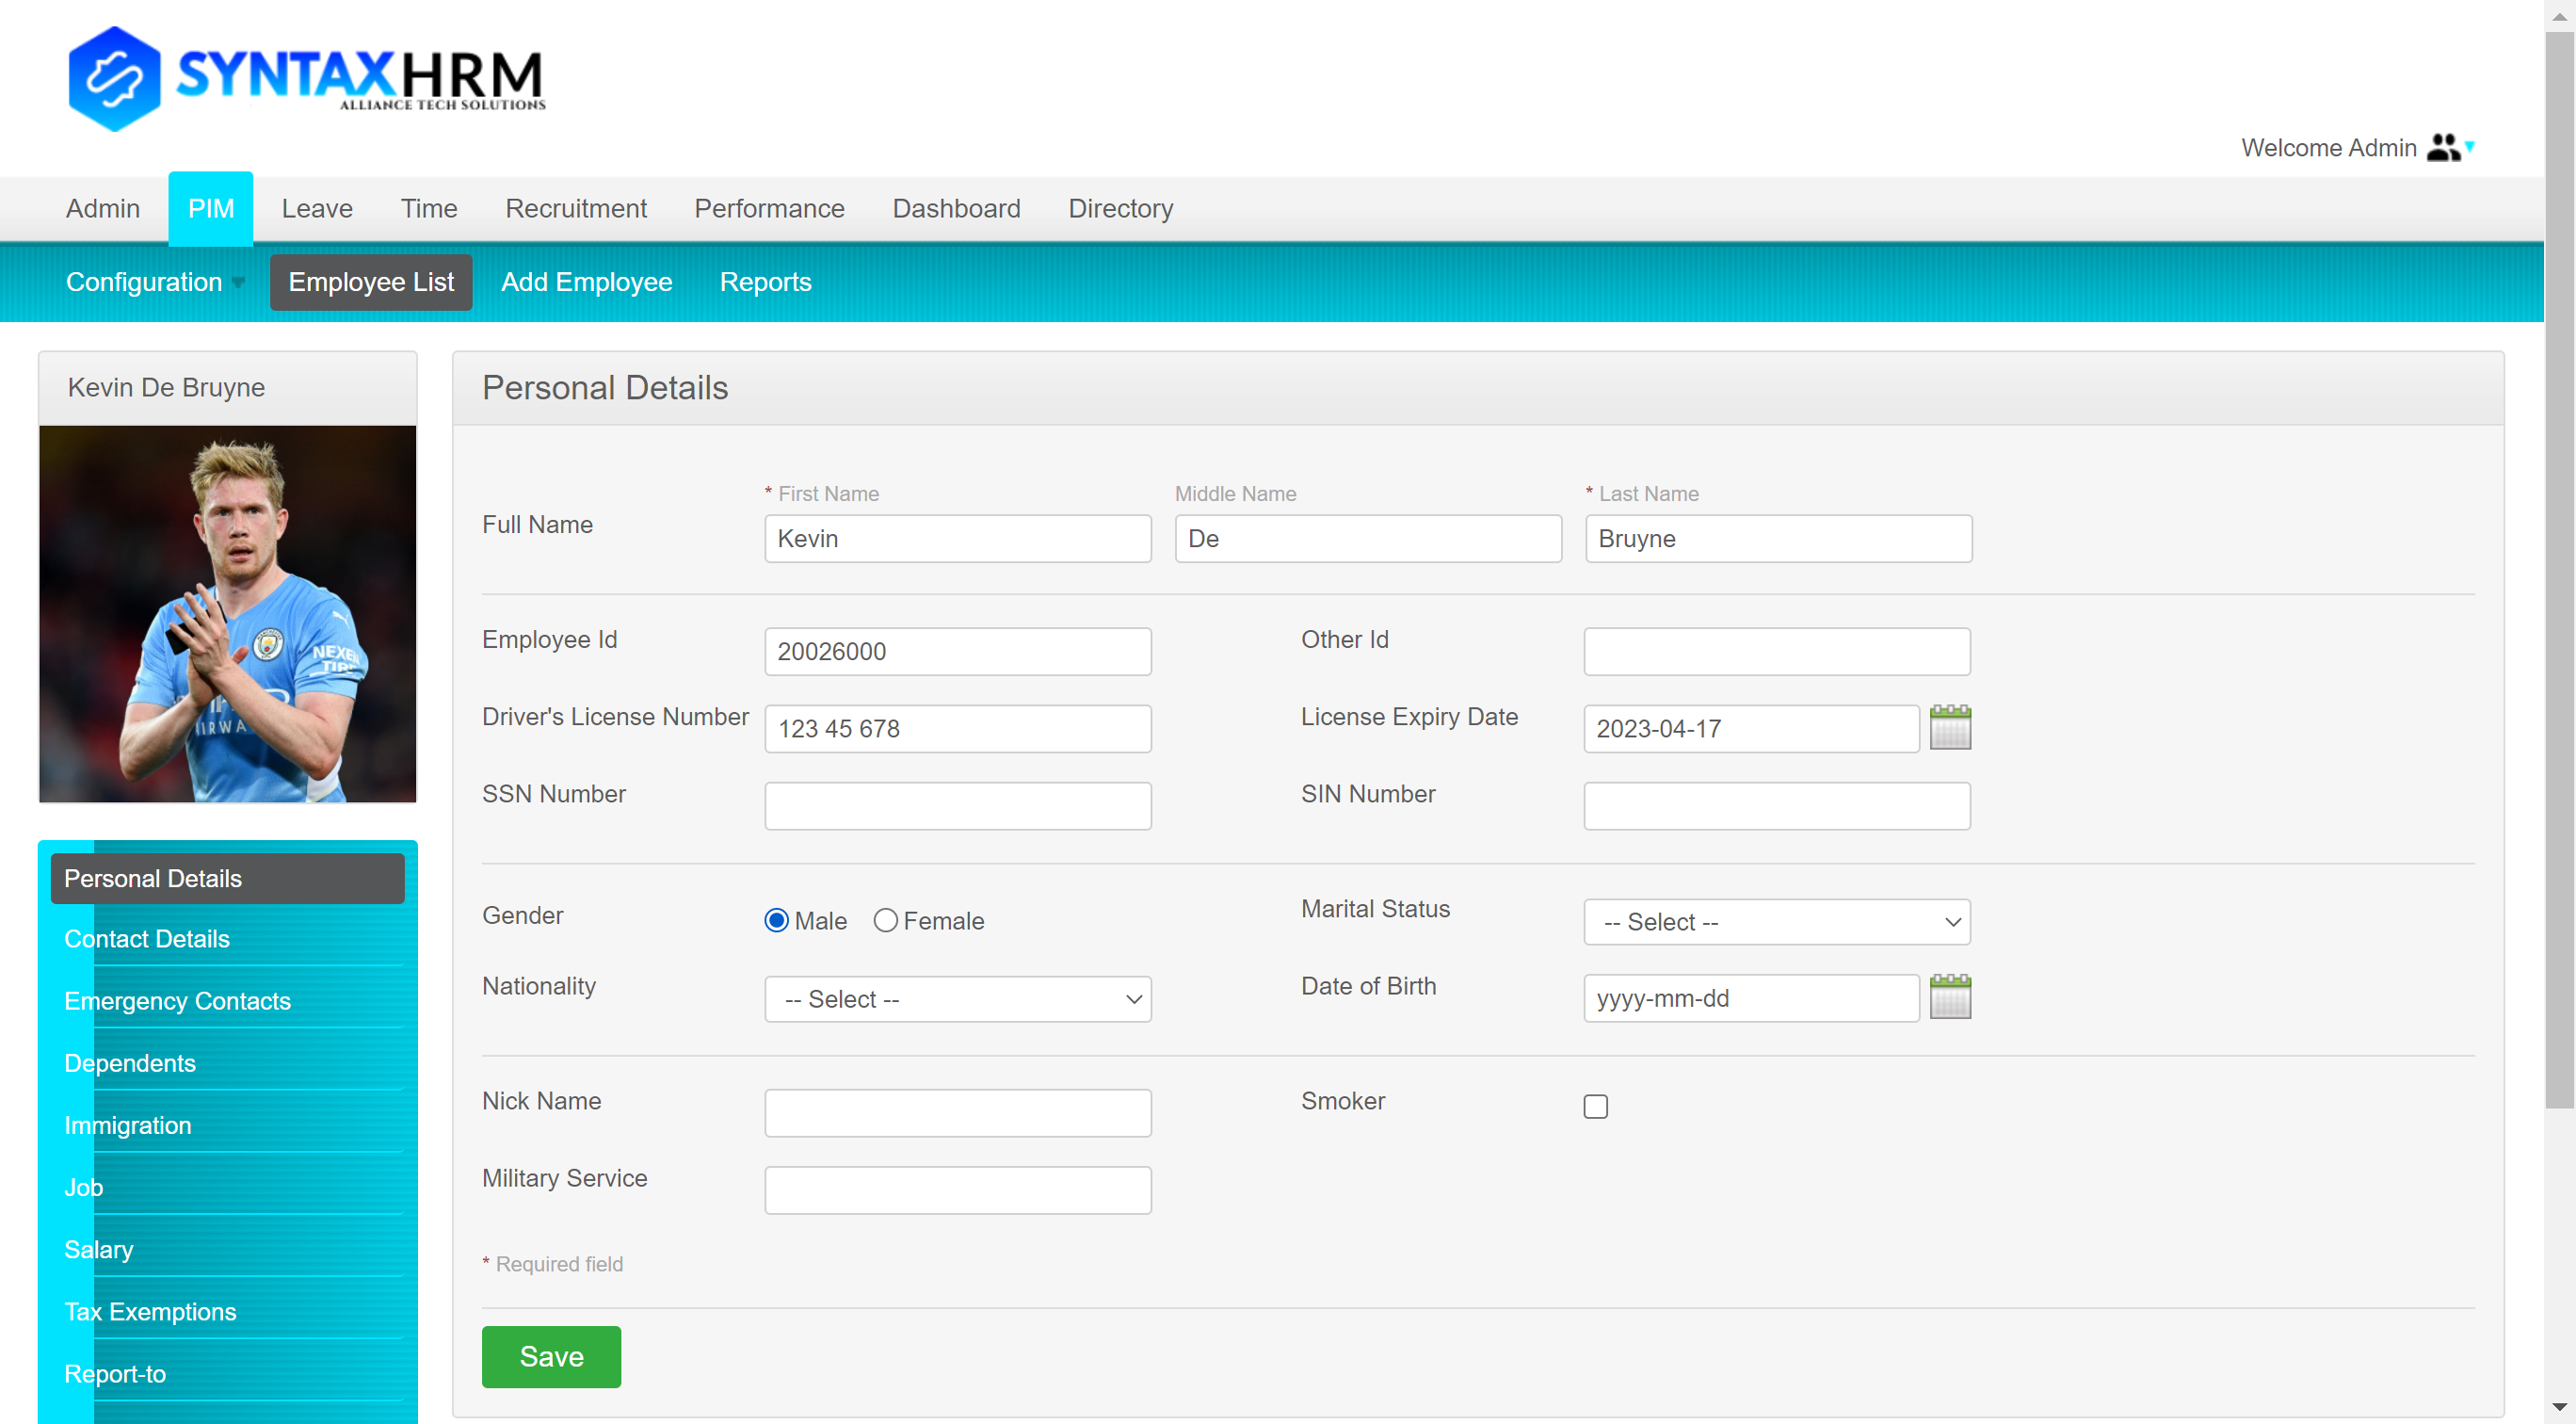 SYNTAXHRM
ALLIANCE TECH SOLUTIONS
Welcome Admin
Admin PIM Leave Time Recruitment Performance Dashboard Directory
Configuration Employee List Add Employee Reports
Kevin De Bruyne
NEXEN
TIRE
IRWA
Personal Details
* First Name Middle Name * Last Name
Full Name Kevin De Bruyne
Employee Id 20026000 Other Id
Driver's License Number 123 45 678 License Expiry Date 2023-04-17
SSN Number SIN Number
Gender Male Female Marital Status -- Select --
Nationality -- Select -- Date of Birth yyyy-mm-dd
Nick Name Smoker
Military Service
* Required field
Save
Personal Details
Contact Details
Emergency Contacts
Dependents
Immigration
Job
Salary
Tax Exemptions
Report-to